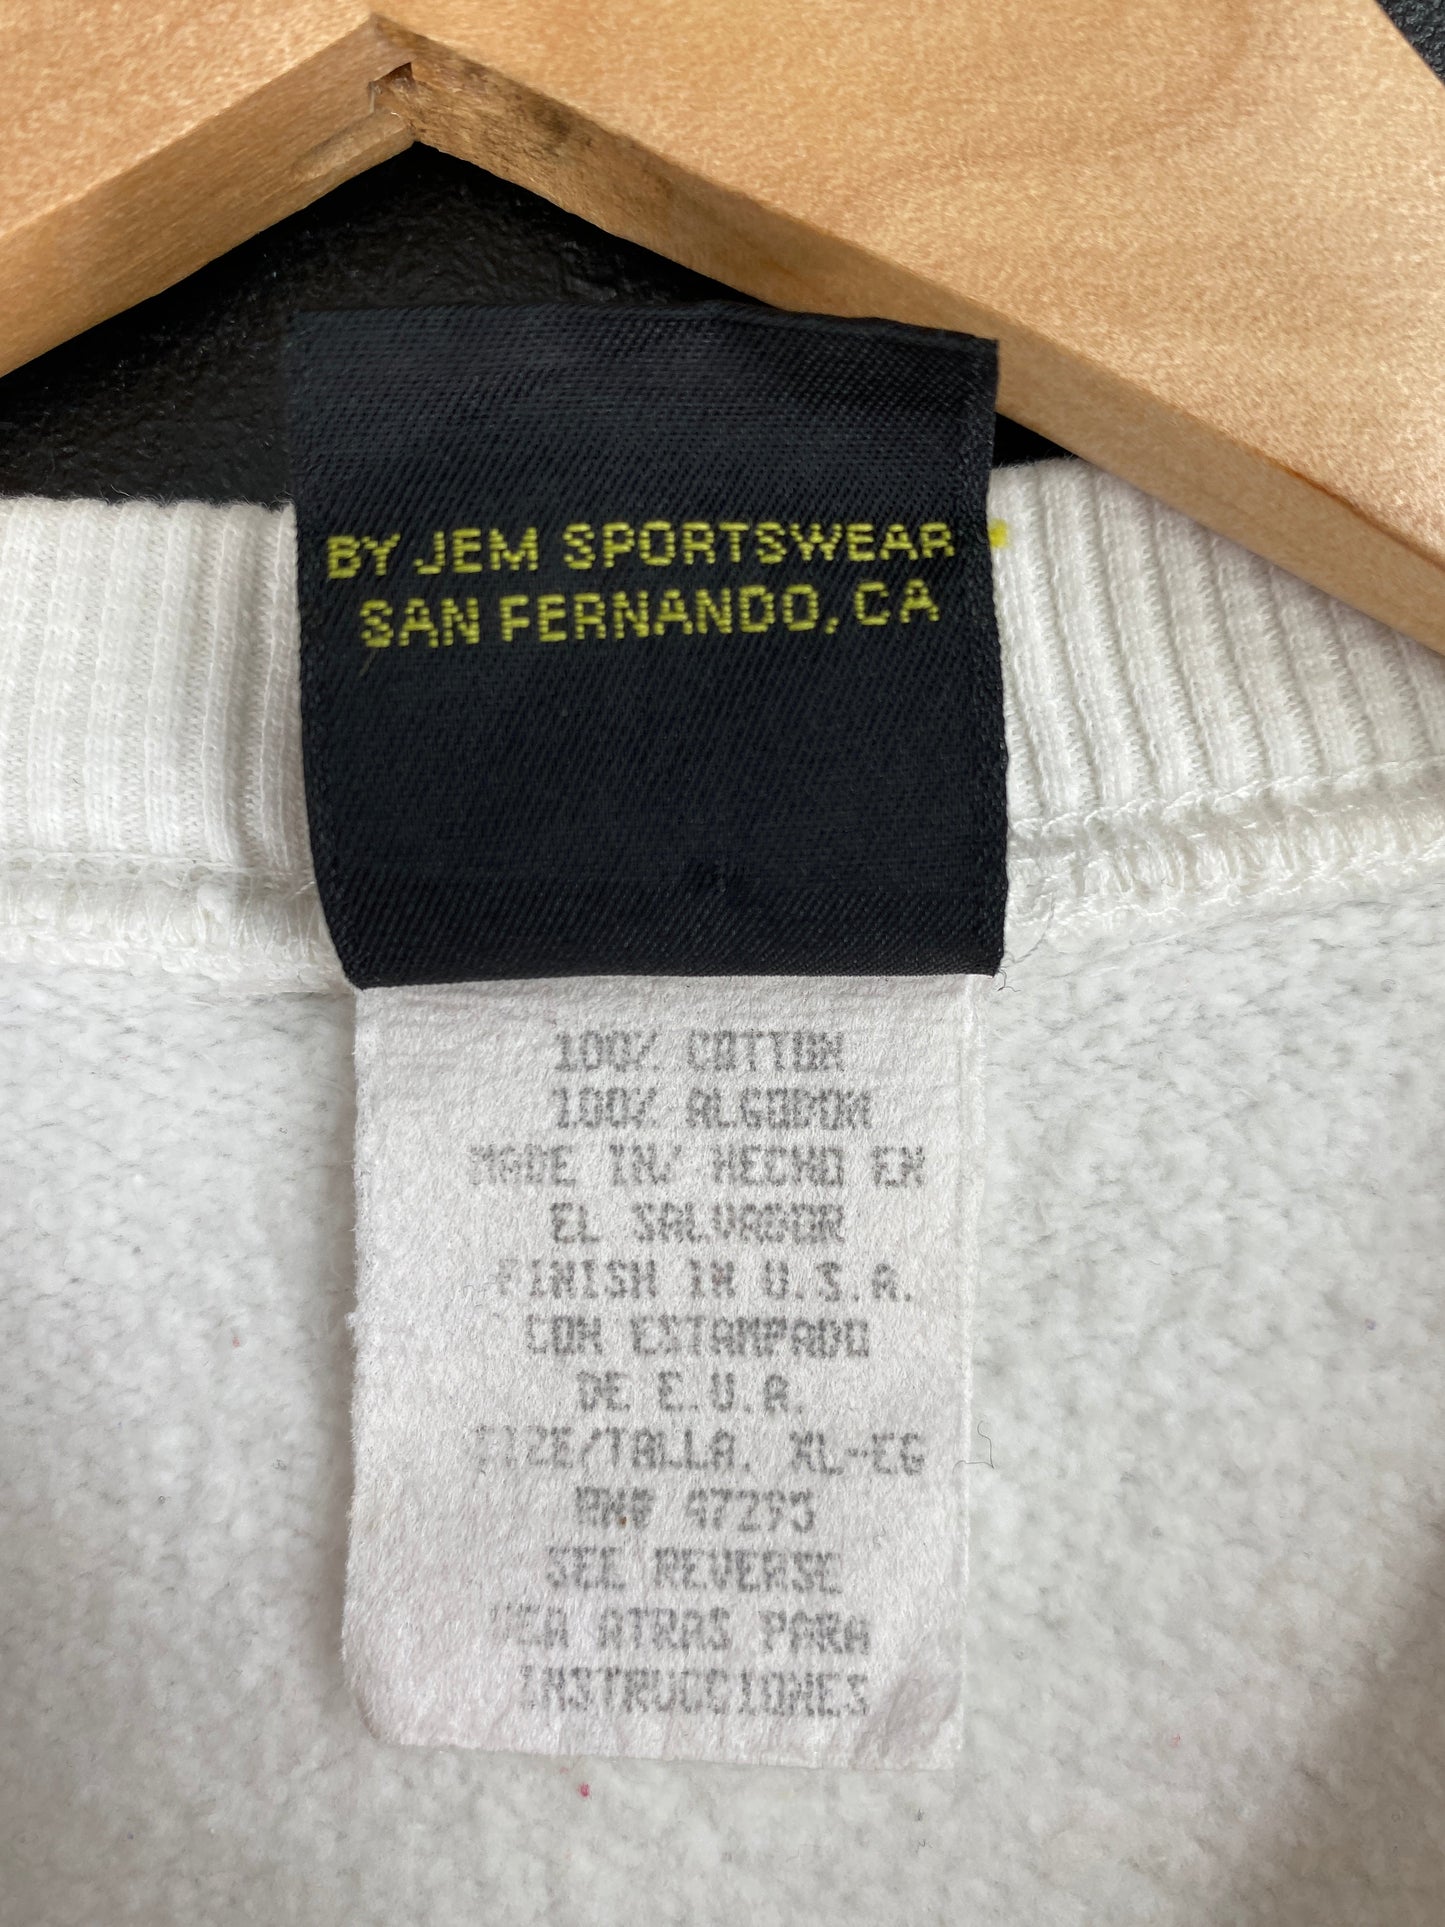 BY JEM SPORTSWEAR
SAN FERNANDO, CA
100% COTTON
100% ALGODON
MADE IN/ HECHO EN
EL SALVADOR
FINISH IN U.S.A.
CON ESTAMPADO
DE E.U.A.
SIZE/TALLA. XL-EG
RN# 47293
SEE REVERSE
VEA ATRAS PARA
INSTRUCCIONES